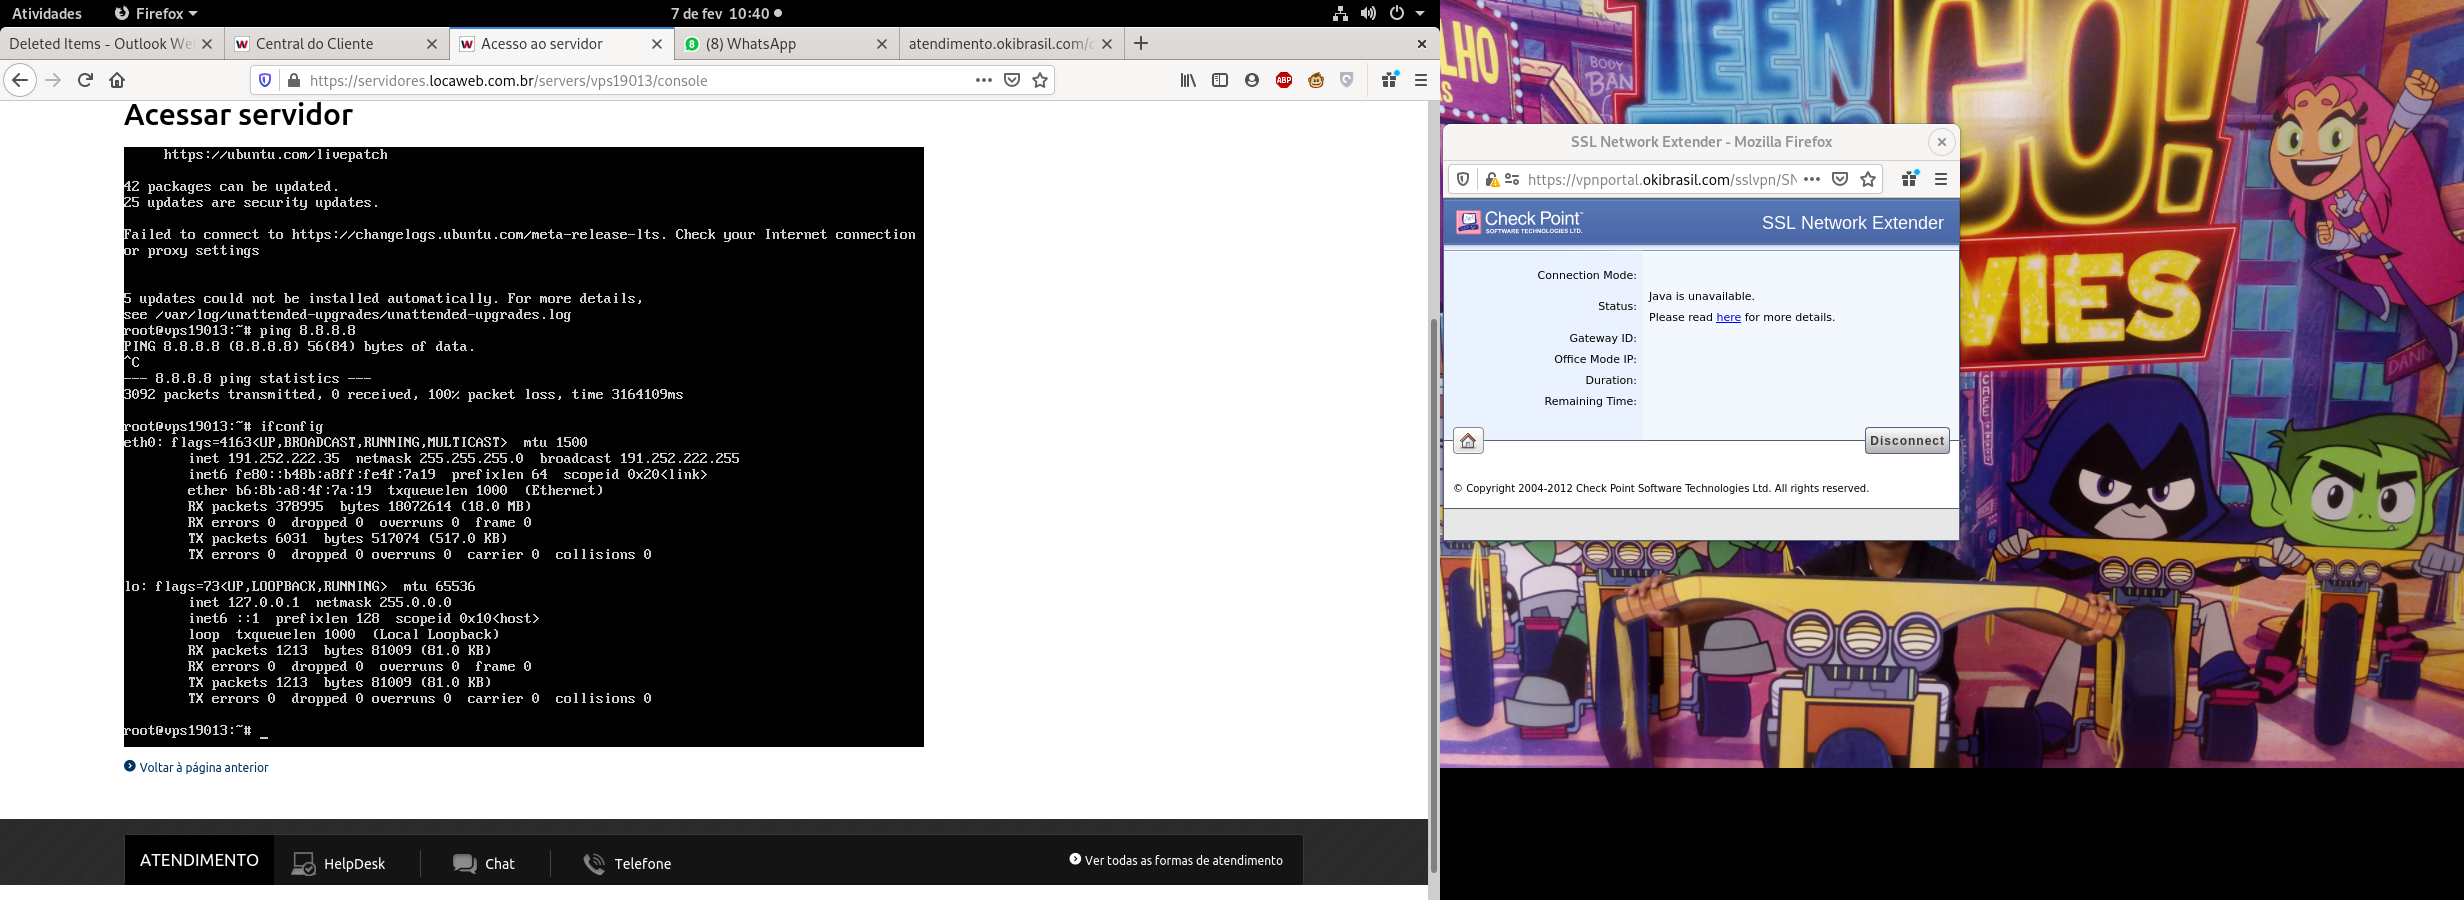 Atividades
Firefox
7 de fev 10:40
Deleted Items - Outlook We
Central do Cliente
Acesso ao servidor
(8) WhatsApp
atendimento.okibrasil.com/c
https://servidores.locaweb.com.br/servers/vps19013/console
ABP
Acessar servidor
https://ubuntu.com/livepatch
42 packages can be updated.
25 updates are security updates.
Failed to connect to https://changelogs.ubuntu.com/meta-release-lts. Check your Internet connection
or proxy settings
5 updates could not be installed automatically. For more details,
see /var/log/unattended-upgrades/unattended-upgrades.log
root@vps19013:~# ping 8.8.8.8
PING 8.8.8.8 (8.8.8.8) 56(84) bytes of data.
^C
--- 8.8.8.8 ping statistics ---
3092 packets transmitted, 0 received, 100% packet loss, time 3164109ms
root@vps19013:~# ifconfig
eth0: flags=4163<UP,BROADCAST,RUNNING,MULTICAST>  mtu 1500
inet 191.252.222.35  netmask 255.255.255.0  broadcast 191.252.222.255
inet6 fe80::b48b:a8ff:fe4f:7a19  prefixlen 64  scopeid 0x20<link>
ether b6:8b:a8:4f:7a:19  txqueuelen 1000  (Ethernet)
RX packets 378995  bytes 18072614 (18.0 MB)
RX errors 0  dropped 0  overruns 0  frame 0
TX packets 6031  bytes 517074 (517.0 KB)
TX errors 0  dropped 0 overruns 0  carrier 0  collisions 0
lo: flags=73<UP,LOOPBACK,RUNNING>  mtu 65536
inet 127.0.0.1  netmask 255.0.0.0
inet6 ::1  prefixlen 128  scopeid 0x10<host>
loop  txqueuelen 1000  (Local Loopback)
RX packets 1213  bytes 81009 (81.0 KB)
RX errors 0  dropped 0  overruns 0  frame 0
TX packets 1213  bytes 81009 (81.0 KB)
TX errors 0  dropped 0 overruns 0  carrier 0  collisions 0
root@vps19013:~# _
Voltar à página anterior
ATENDIMENTO
HelpDesk
Chat
Telefone
Ver todas as formas de atendimento
LHO
BODY
BAN
TEEN
GO!
SSL Network Extender - Mozilla Firefox
https://vpnportal.okibrasil.com/sslvpn/SN
Check Point
SOFTWARE TECHNOLOGIES LTD.
SSL Network Extender
Connection Mode:
Status:
Java is unavailable.
Please read here for more details.
Gateway ID:
Office Mode IP:
Duration:
Remaining Time:
Disconnect
© Copyright 2004-2012 Check Point Software Technologies Ltd. All rights reserved.
VIES
CAFE
DANN